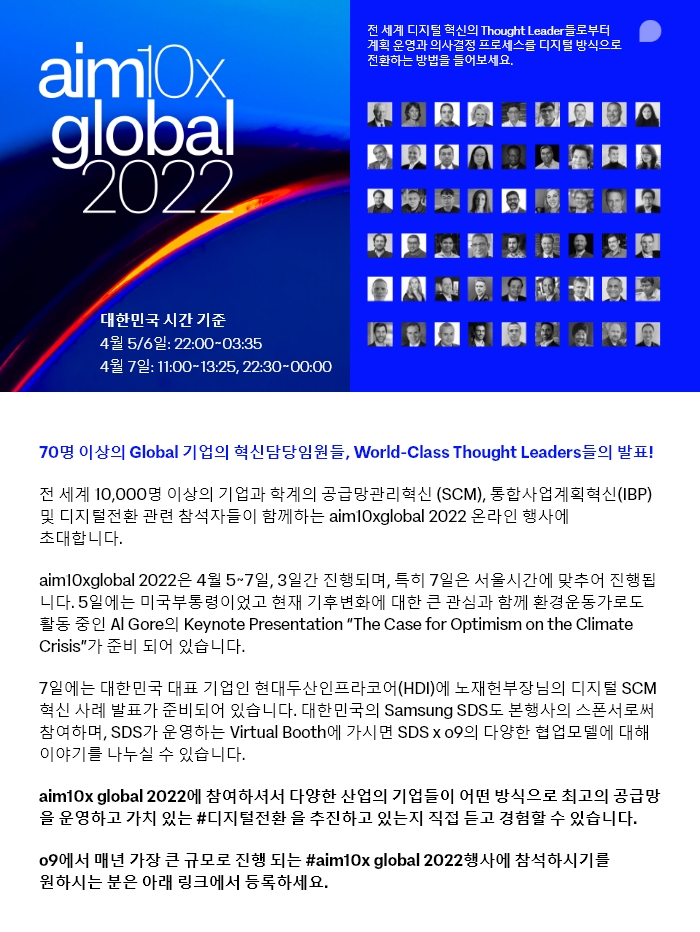 aim10x
global
2022
대한민국 시간 기준
4월 5/6일: 22:00~03:35
4월 7일: 11:00~13:25, 22:30~00:00
전 세계 디지털 혁신의 Thought Leader들로부터
계획 운영과 의사결정 프로세스를 디지털 방식으로
전환하는 방법을 들어보세요.
70명 이상의 Global 기업의 혁신담당임원들, World-Class Thought Leaders들의 발표!
전 세계 10,000명 이상의 기업과 학계의 공급망관리혁신 (SCM), 통합사업계획혁신(IBP)
및 디지털전환 관련 참석자들이 함께하는 aim10xglobal 2022 온라인 행사에
초대합니다.
aim10xglobal 2022은 4월 5~7일, 3일간 진행되며, 특히 7일은 서울시간에 맞추어 진행됩
니다. 5일에는 미국부통령이었고 현재 기후변화에 대한 큰 관심과 함께 환경운동가로도
활동 중인 Al Gore의 Keynote Presentation "The Case for Optimism on the Climate
Crisis"가 준비 되어 있습니다.
7일에는 대한민국 대표 기업인 현대두산인프라코어(HDI)에 노재헌부장님의 디지털 SCM
혁신 사례 발표가 준비되어 있습니다. 대한민국의 Samsung SDS도 본행사의 스폰서로써
참여하며, SDS가 운영하는 Virtual Booth에 가시면 SDS x o9의 다양한 협업모델에 대해
이야기를 나누실 수 있습니다.
aim10x global 2022에 참여하셔서 다양한 산업의 기업들이 어떤 방식으로 최고의 공급망
을 운영하고 가치 있는 #디지털전환 을 추진하고 있는지 직접 듣고 경험할 수 있습니다.
o9에서 매년 가장 큰 규모로 진행 되는 #aim10x global 2022행사에 참석하시기를
원하시는 분은 아래 링크에서 등록하세요.